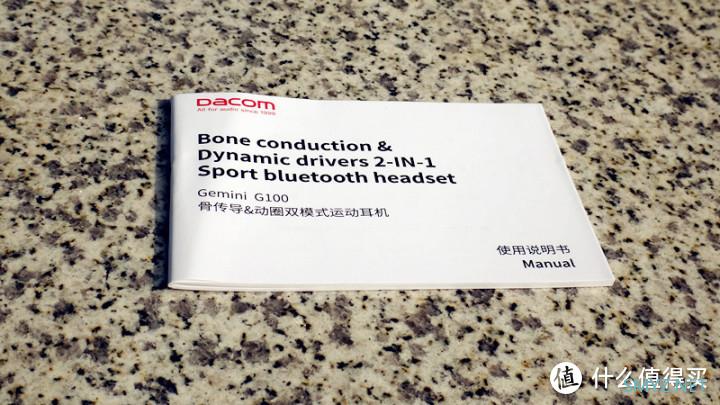 DACOM
All for audio since 1999
Bone conduction &
Dynamic drivers 2-IN-1
Sport bluetooth headset
Gemini G100
骨传导&动圈双模式运动耳机
使用说明书
Manual
值 什么值得买